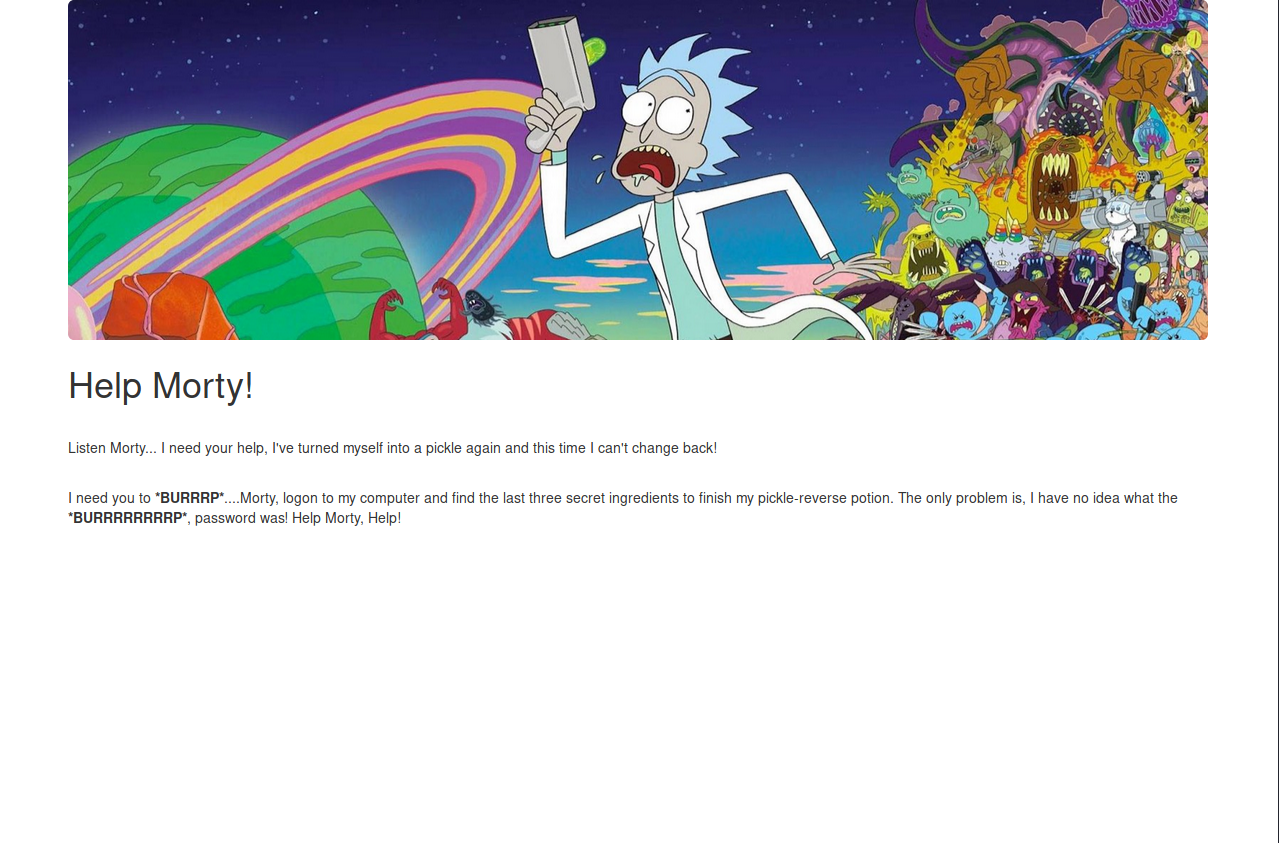 Help Morty!
Listen Morty... I need your help, I've turned myself into a pickle again and this time I can't change back!
I need you to *BURRRP*....Morty, logon to my computer and find the last three secret ingredients to finish my pickle-reverse potion. The only problem is, I have no idea what the
*BURRRRRRRRP*, password was! Help Morty, Help!